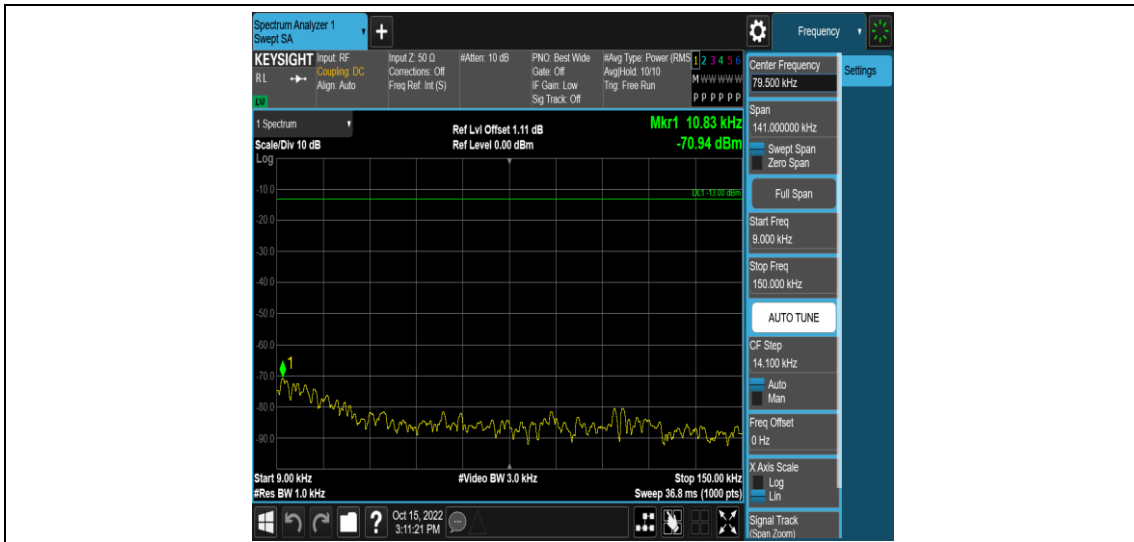 Spectrum Analyzer 1
Swept SA
Frequency
KEYSIGHT
RL
LXI
Input: RF
Coupling: DC
Align: Auto
Input Z: 50 Ω
Corrections: Off
Freq Ref: Int (S)
#Atten: 10 dB
PNO: Best Wide
Gate: Off
IF Gain: Low
Sig Track: Off
#Avg Type: Power (RMS
Avg|Hold: 10/10
Trig: Free Run
1 2 3 4 5 6
M W W W W W
P P P P P P
1 Spectrum
Scale/Div 10 dB
Log
Ref Lvl Offset 1.11 dB
Ref Level 0.00 dBm
Mkr1 10.83 kHz
-70.94 dBm
DL1 -13.00 dBm
-10.0
-20.0
-30.0
-40.0
-50.0
-60.0
-70.0
-80.0
-90.0
1
Start 9.00 kHz
#Res BW 1.0 kHz
#Video BW 3.0 kHz
Stop 150.00 kHz
Sweep 36.8 ms (1000 pts)
Center Frequency
79.500 kHz
Settings
Span
141.000000 kHz
Swept Span
Zero Span
Full Span
Start Freq
9.000 kHz
Stop Freq
150.000 kHz
AUTO TUNE
CF Step
14.100 kHz
Auto
Man
Freq Offset
0 Hz
X Axis Scale
Log
Lin
Signal Track
(Span Zoom)
?
Oct 15, 2022
3:11:21 PM